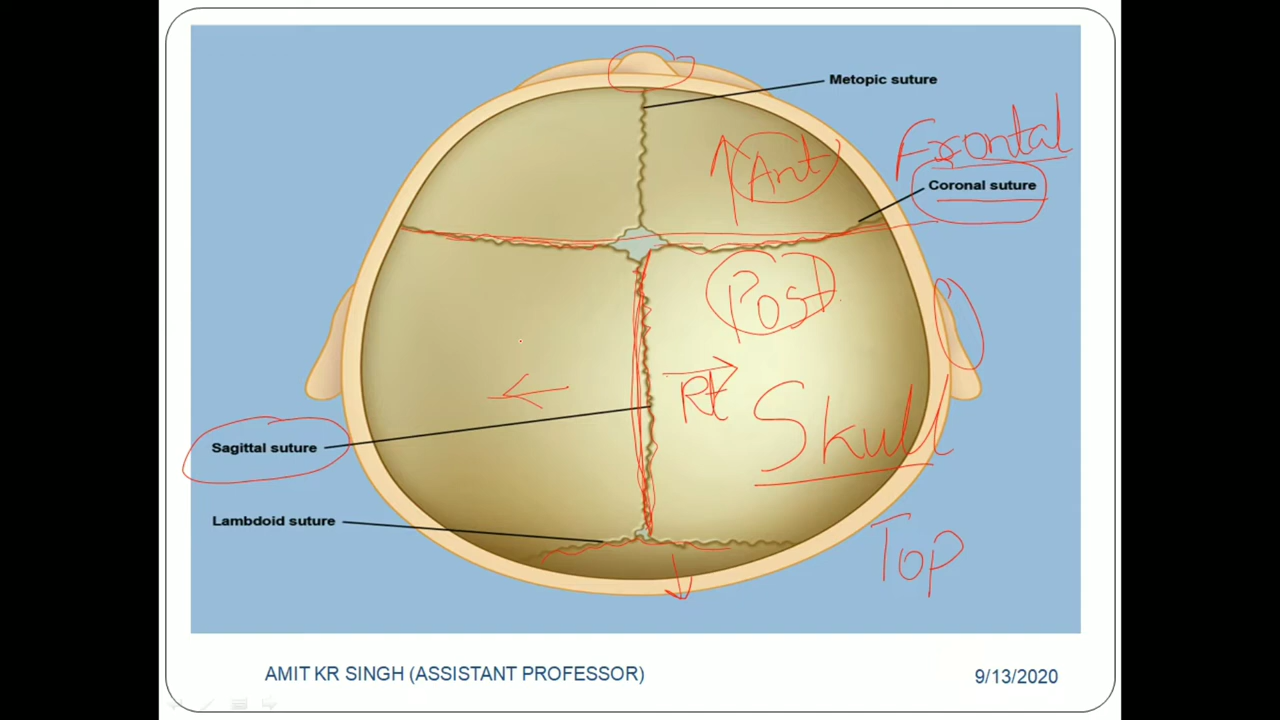 Metopic suture
Frontal
Ant
Coronal suture
Post
Rt
Skull
Sagittal suture
Lambdoid suture
Top
AMIT KR SINGH (ASSISTANT PROFESSOR)
9/13/2020